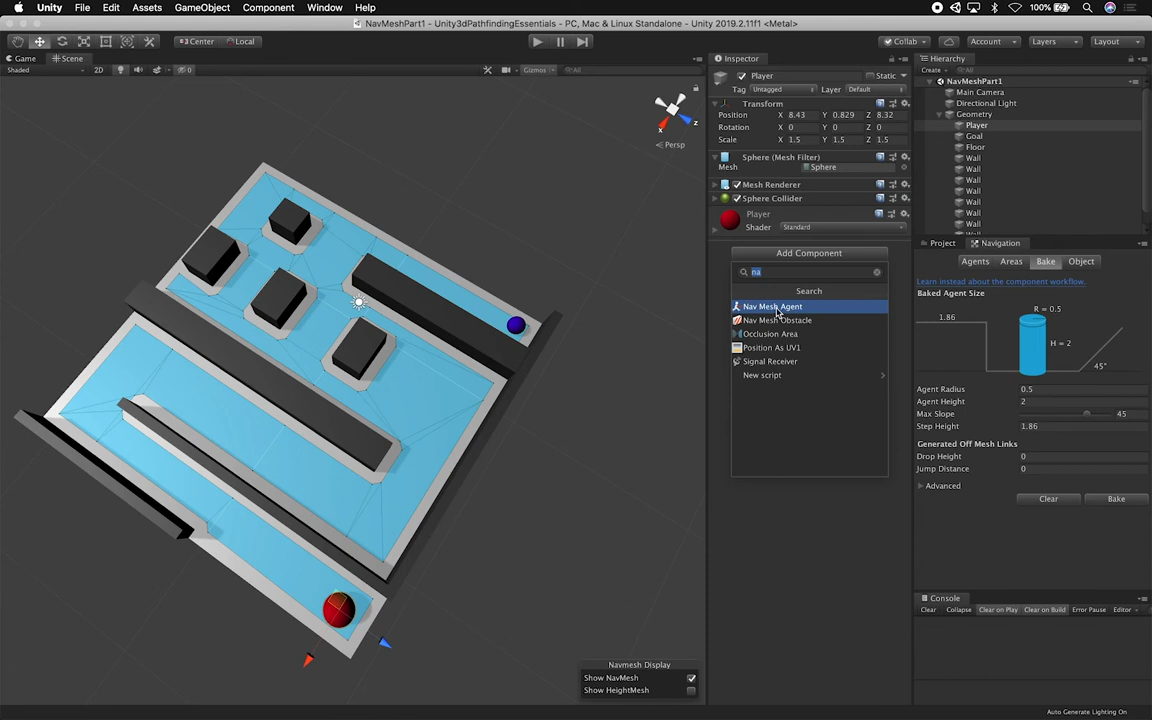 Unity File Edit Assets GameObject Component Window Help 100%
NavMeshPart1 - Unity3dPathfindingEssentials - PC, Mac & Linux Standalone - Unity 2019.2.11f1 <Metal>
Center Local Collab Account Layers Layout
Game Scene Inspector Hierarchy
Shaded 2D 0 Gizmos All
Player Static
Tag Untagged Layer Default
Transform
Position X 8.43 Y 0.829 Z 8.32
Rotation X 0 Y 0 Z 0
Scale X 1.5 Y 1.5 Z 1.5
Sphere (Mesh Filter)
Mesh Sphere
Mesh Renderer
Sphere Collider
Player
Shader Standard
Add Component
na
Search
Nav Mesh Agent
Nav Mesh Obstacle
Occlusion Area
Position As UV1
Signal Receiver
New script
Create All
NavMeshPart1
Main Camera
Directional Light
Geometry
Player
Goal
Floor
Wall
Wall
Wall
Wall
Wall
Wall
Wall
Wall
Project Navigation
Agents Areas Bake Object
Learn instead about the component workflow.
Baked Agent Size
R = 0.5
1.86
H = 2
45°
Agent Radius 0.5
Agent Height 2
Max Slope 45
Step Height 1.86
Generated Off Mesh Links
Drop Height 0
Jump Distance 0
Advanced
Clear Bake
Console
Clear Collapse Clear on Play Clear on Build Error Pause Editor
x z
Persp
Navmesh Display
Show NavMesh
Show HeightMesh
Auto Generate Lighting On